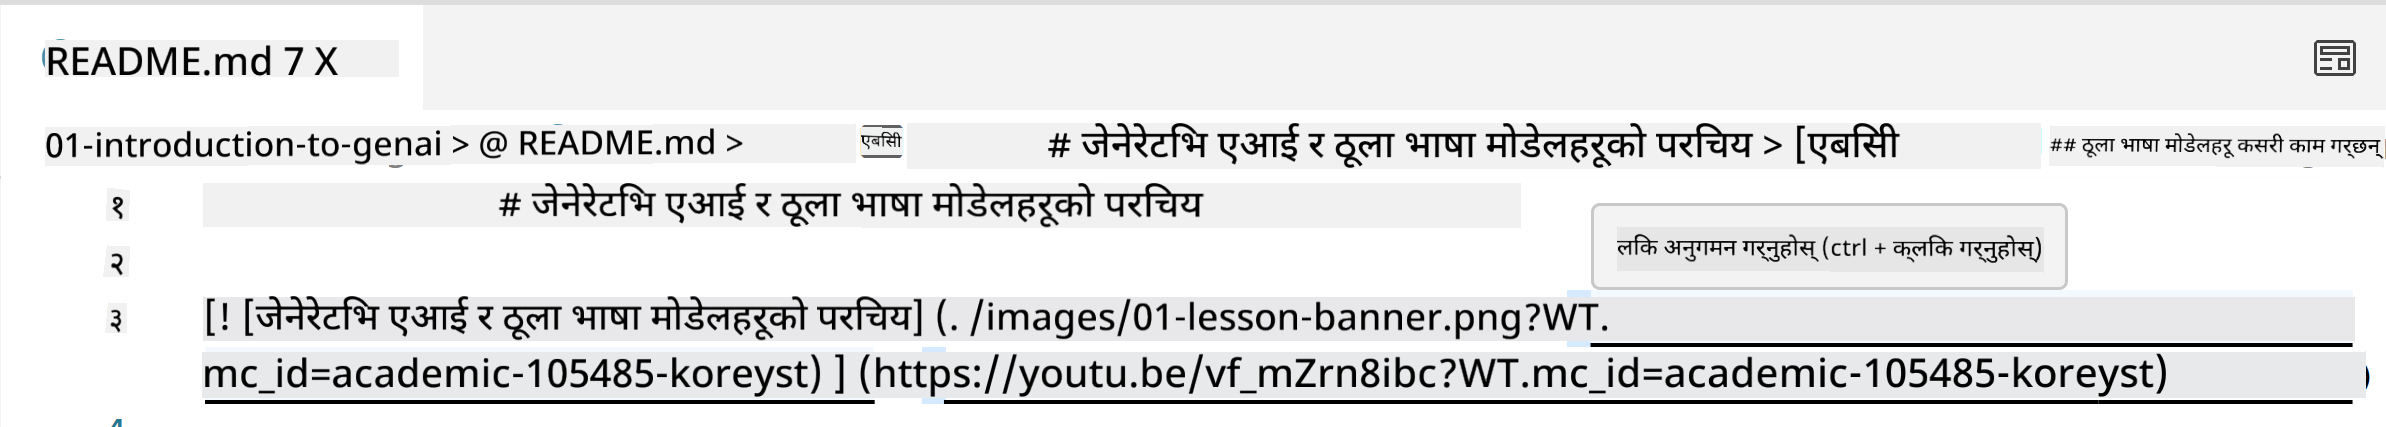 README.md 7 X
01-introduction-to-genai > @ README.md > एबसिी # जेनेरेटभि एआई र ठूला भाषा मोडेलहरूको परचिय > [एबसिी ## ठूला भाषा मोडेलहरू कसरी काम गर्छन्
१ # जेनेरेटभि एआई र ठूला भाषा मोडेलहरूको परचिय
लकि अनुगमन गर्नुहोस् (ctrl + क्लकि गर्नुहोस्)
२
३ [! [जेनेरेटभि एआई र ठूला भाषा मोडेलहरूको परचिय] (. /images/01-lesson-banner.png?WT.
mc_id=academic-105485-koreyst) ] (https://youtu.be/vf_mZrn8ibc?WT.mc_id=academic-105485-koreyst)